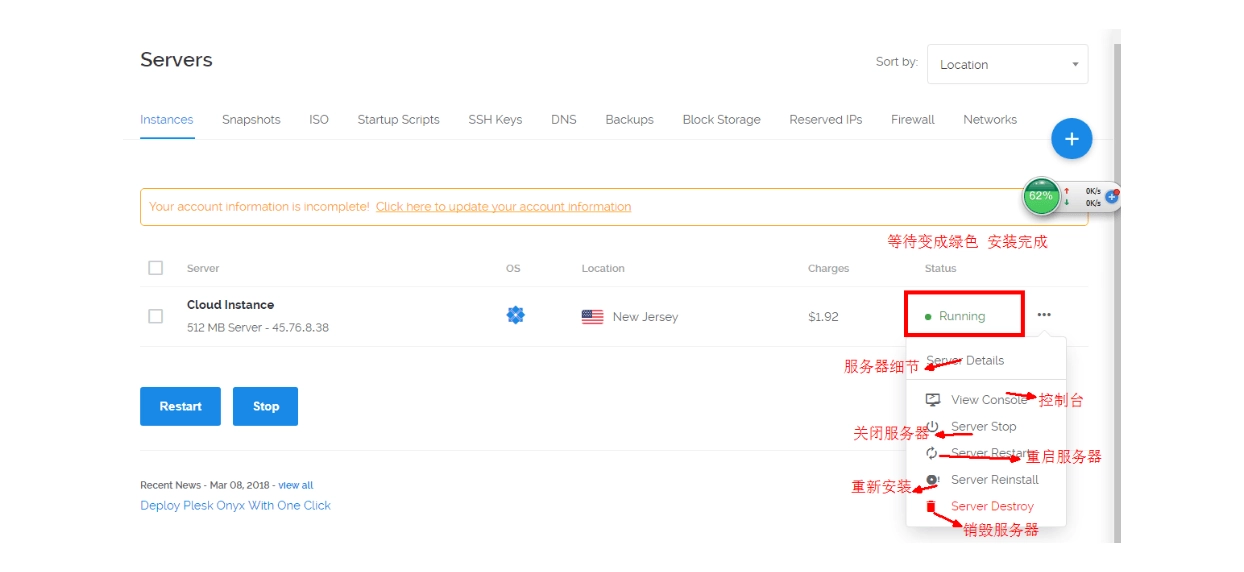 Servers
Sort by: Location
Instances Snapshots ISO Startup Scripts SSH Keys DNS Backups Block Storage Reserved IPs Firewall Networks
+
62% 0K/s
0K/s
Your account information is incomplete! Click here to update your account information
等待变成绿色 安装完成
Server OS Location Charges Status
Cloud Instance
512 MB Server - 45.76.8.38
New Jersey $1.92 Running
服务器细节 Server Details
View Console 控制台
Restart Stop
关闭服务器 Server Stop
Server Restart 重启服务器
重新安装 Server Reinstall
Recent News - Mar 08, 2018 - view all
Deploy Plesk Onyx With One Click
Server Destroy
销毁服务器